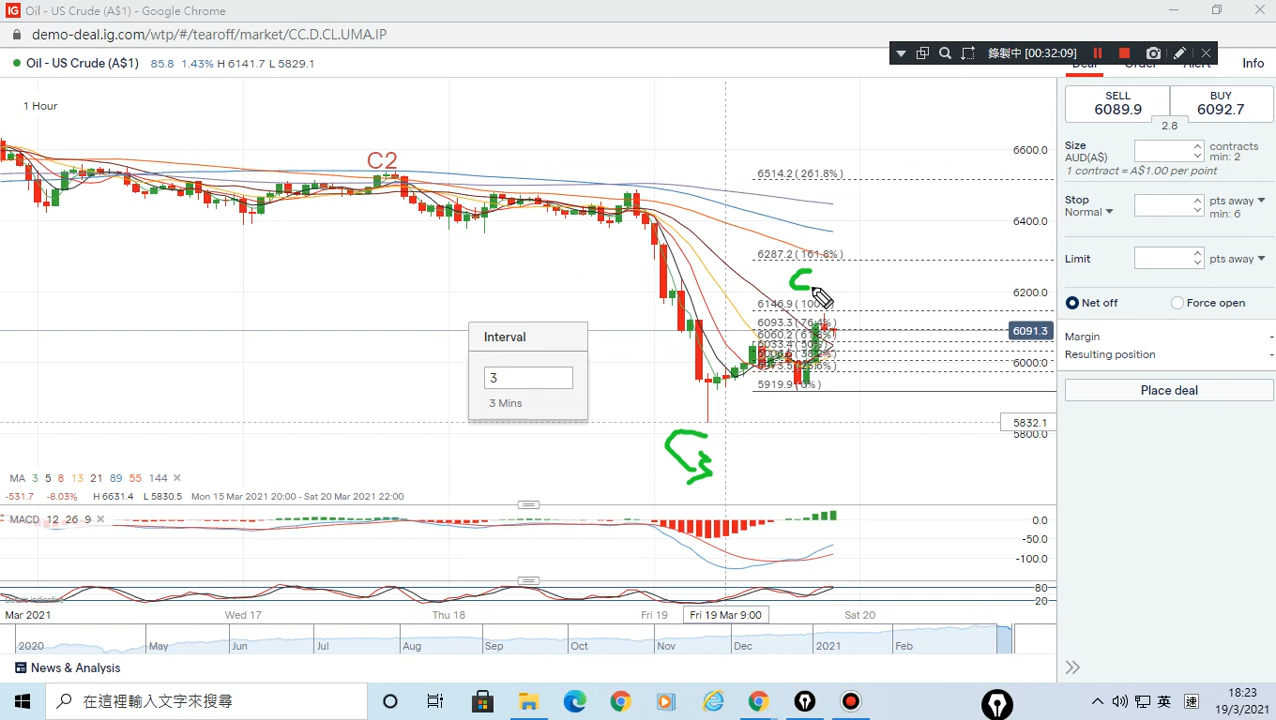 Oil - US Crude (A$1) - Google Chrome
demo-deal.ig.com/wtp/#/tearoff/market/CC.D.CL.UMA.IP
錄製中 [00:32:09]
Oil - US Crude (A$1) 85.8 1.43% H 6141.7 L 5829.1
Deal Order Alert Info
1 Hour
SELL 6089.9
BUY 6092.7
2.8
Size AUD(A$) contracts min: 2
1 contract = A$1.00 per point
Stop Normal pts away min: 6
Limit pts away
Net off Force open
Margin -
Resulting position -
Place deal
C2
6514.2 (261.8%)
6287.2 (161.8%)
6146.9 (100%)
6093.3 (76.4%)
6060.2 (61.8%)
6033.4 (50%)
5919.9 (0%)
6600.0
6400.0
6200.0
6091.3
6000.0
5832.1
5800.0
Interval
3
3 Mins
MA 3 5 8 13 21 89 55 144
-531.7 -8.03% H 6631.4 L 5830.5 Mon 15 Mar 2021 20:00 - Sat 20 Mar 2021 22:00
MACD 12 26 9
0.0
-50.0
-100.0
80
20
Mar 2021 Wed 17 Thu 18 Fri 19 Fri 19 Mar 9:00 Sat 20
2020 May Jun Jul Aug Sep Oct Nov Dec 2021 Feb
News & Analysis
在這裡輸入文字來搜尋
英
18:23
19/3/2021